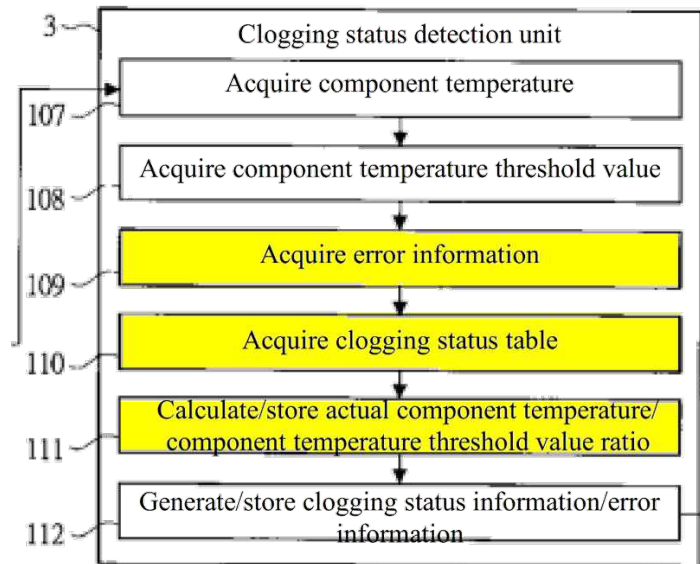 3
Clogging status detection unit
Acquire component temperature
107
Acquire component temperature threshold value
108
Acquire error information
109
Acquire clogging status table
110
Calculate/store actual component temperature/
component temperature threshold value ratio
111
Generate/store clogging status information/error
information
112